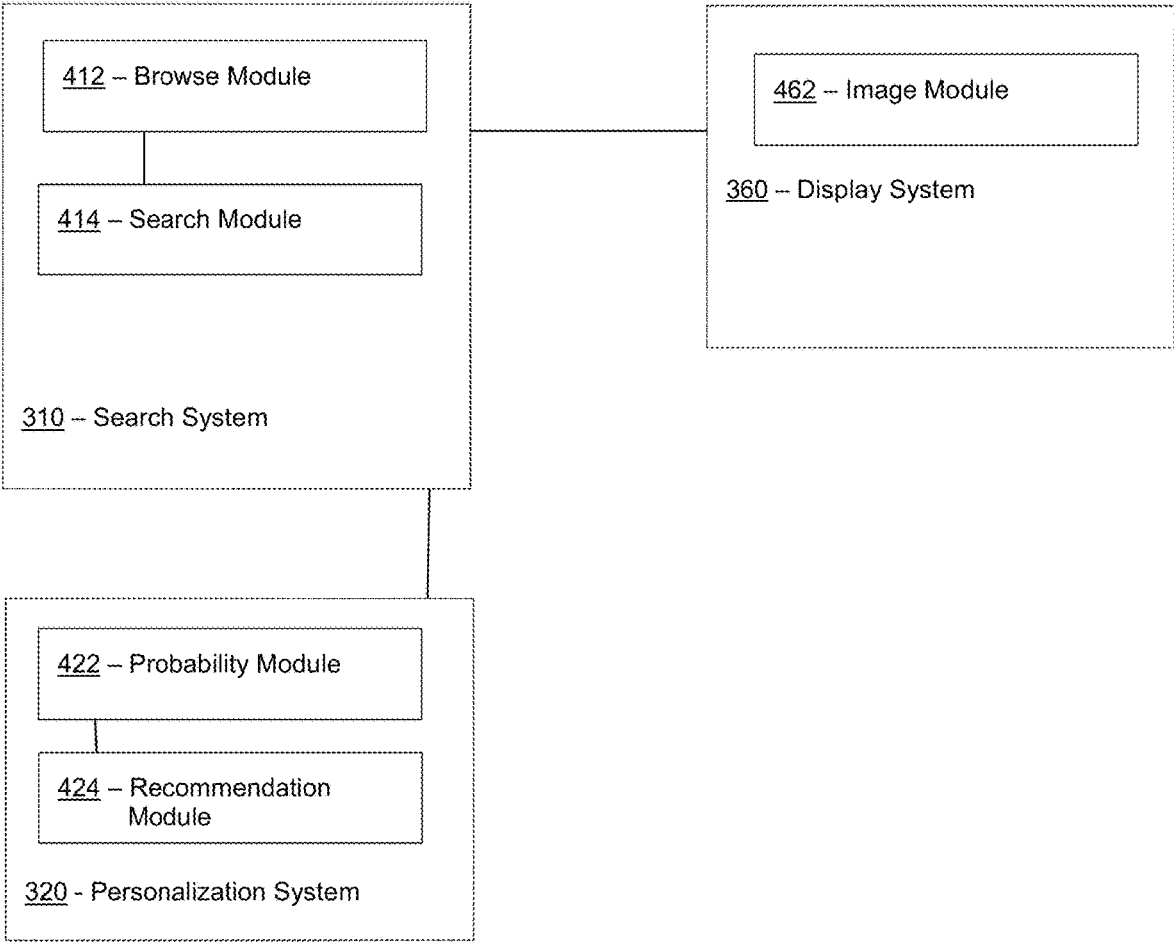 412 – Browse Module
414 – Search Module
310 – Search System
462 – Image Module
360 – Display System
422 – Probability Module
424 – Recommendation
Module
320 - Personalization System